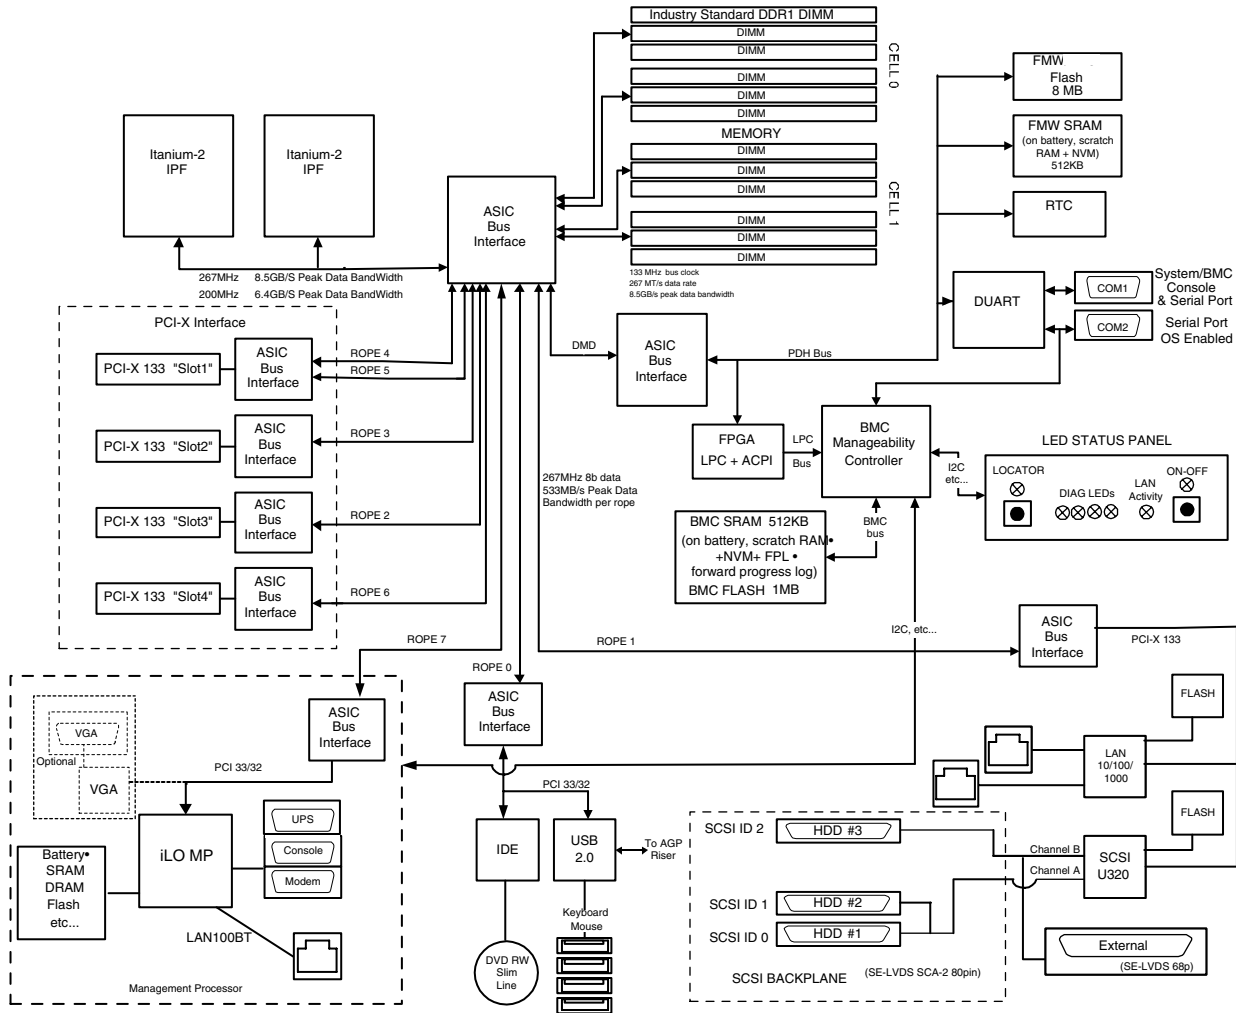 Industry Standard DDR1 DIMM
DIMM
DIMM
DIMM
DIMM
DIMM
CELL 0
MEMORY
DIMM
DIMM
DIMM
DIMM
DIMM
DIMM
CELL 1
133 MHz bus clock
267 MT/s data rate
8.5GB/s peak data bandwidth
FMW
Flash
8 MB
FMW SRAM
(on battery, scratch
RAM + NVM)
512KB
RTC
Itanium-2
IPF
Itanium-2
IPF
ASIC
Bus
Interface
267MHz 8.5GB/S Peak Data BandWidth
200MHz 6.4GB/S Peak Data BandWidth
DUART
COM1
System/BMC
Console
& Serial Port
COM2
Serial Port
OS Enabled
PCI-X Interface
PCI-X 133 "Slot1"
ASIC
Bus
Interface
ROPE 4
ROPE 5
PCI-X 133 "Slot2"
ASIC
Bus
Interface
ROPE 3
PCI-X 133 "Slot3"
ASIC
Bus
Interface
ROPE 2
PCI-X 133 "Slot4"
ASIC
Bus
Interface
ROPE 6
DMD
ASIC
Bus
Interface
PDH Bus
267MHz 8b data
533MB/s Peak Data
Bandwidth per rope
FPGA
LPC + ACPI
LPC
Bus
BMC
Manageability
Controller
I2C
etc...
LED STATUS PANEL
LOCATOR
DIAG LEDs
LAN
Activity
ON-OFF
BMC SRAM 512KB
(on battery, scratch RAM•
+NVM+ FPL •
forward progress log)
BMC FLASH 1MB
BMC
bus
I2C, etc...
ROPE 7
ROPE 0
ROPE 1
ASIC
Bus
Interface
PCI-X 133
ASIC
Bus
Interface
ASIC
Bus
Interface
VGA
Optional
VGA
PCI 33/32
iLO MP
UPS
Console
Modem
Battery•
SRAM
DRAM
Flash
etc...
LAN100BT
Management Processor
PCI 33/32
IDE
USB
2.0
To AGP
Riser
DVD RW
Slim
Line
Keyboard
Mouse
FLASH
LAN
10/100/
1000
FLASH
SCSI
U320
Channel B
Channel A
SCSI ID 2
HDD #3
SCSI ID 1
HDD #2
SCSI ID 0
HDD #1
SCSI BACKPLANE
(SE-LVDS SCA-2 80pin)
External
(SE-LVDS 68p)